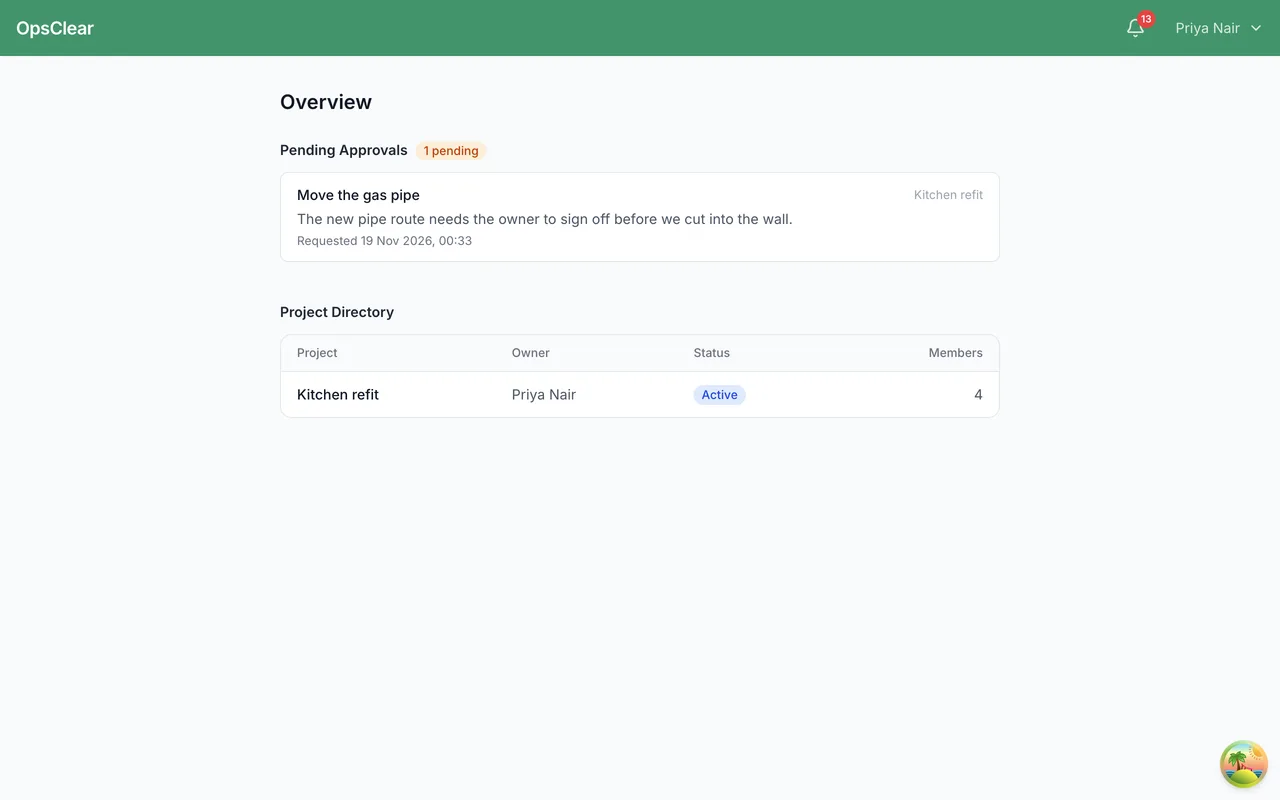 OpsClear
13
Priya Nair
Overview
Pending Approvals 1 pending
Move the gas pipe Kitchen refit
The new pipe route needs the owner to sign off before we cut into the wall.
Requested 19 Nov 2026, 00:33
Project Directory
Project Owner Status Members
Kitchen refit Priya Nair Active 4